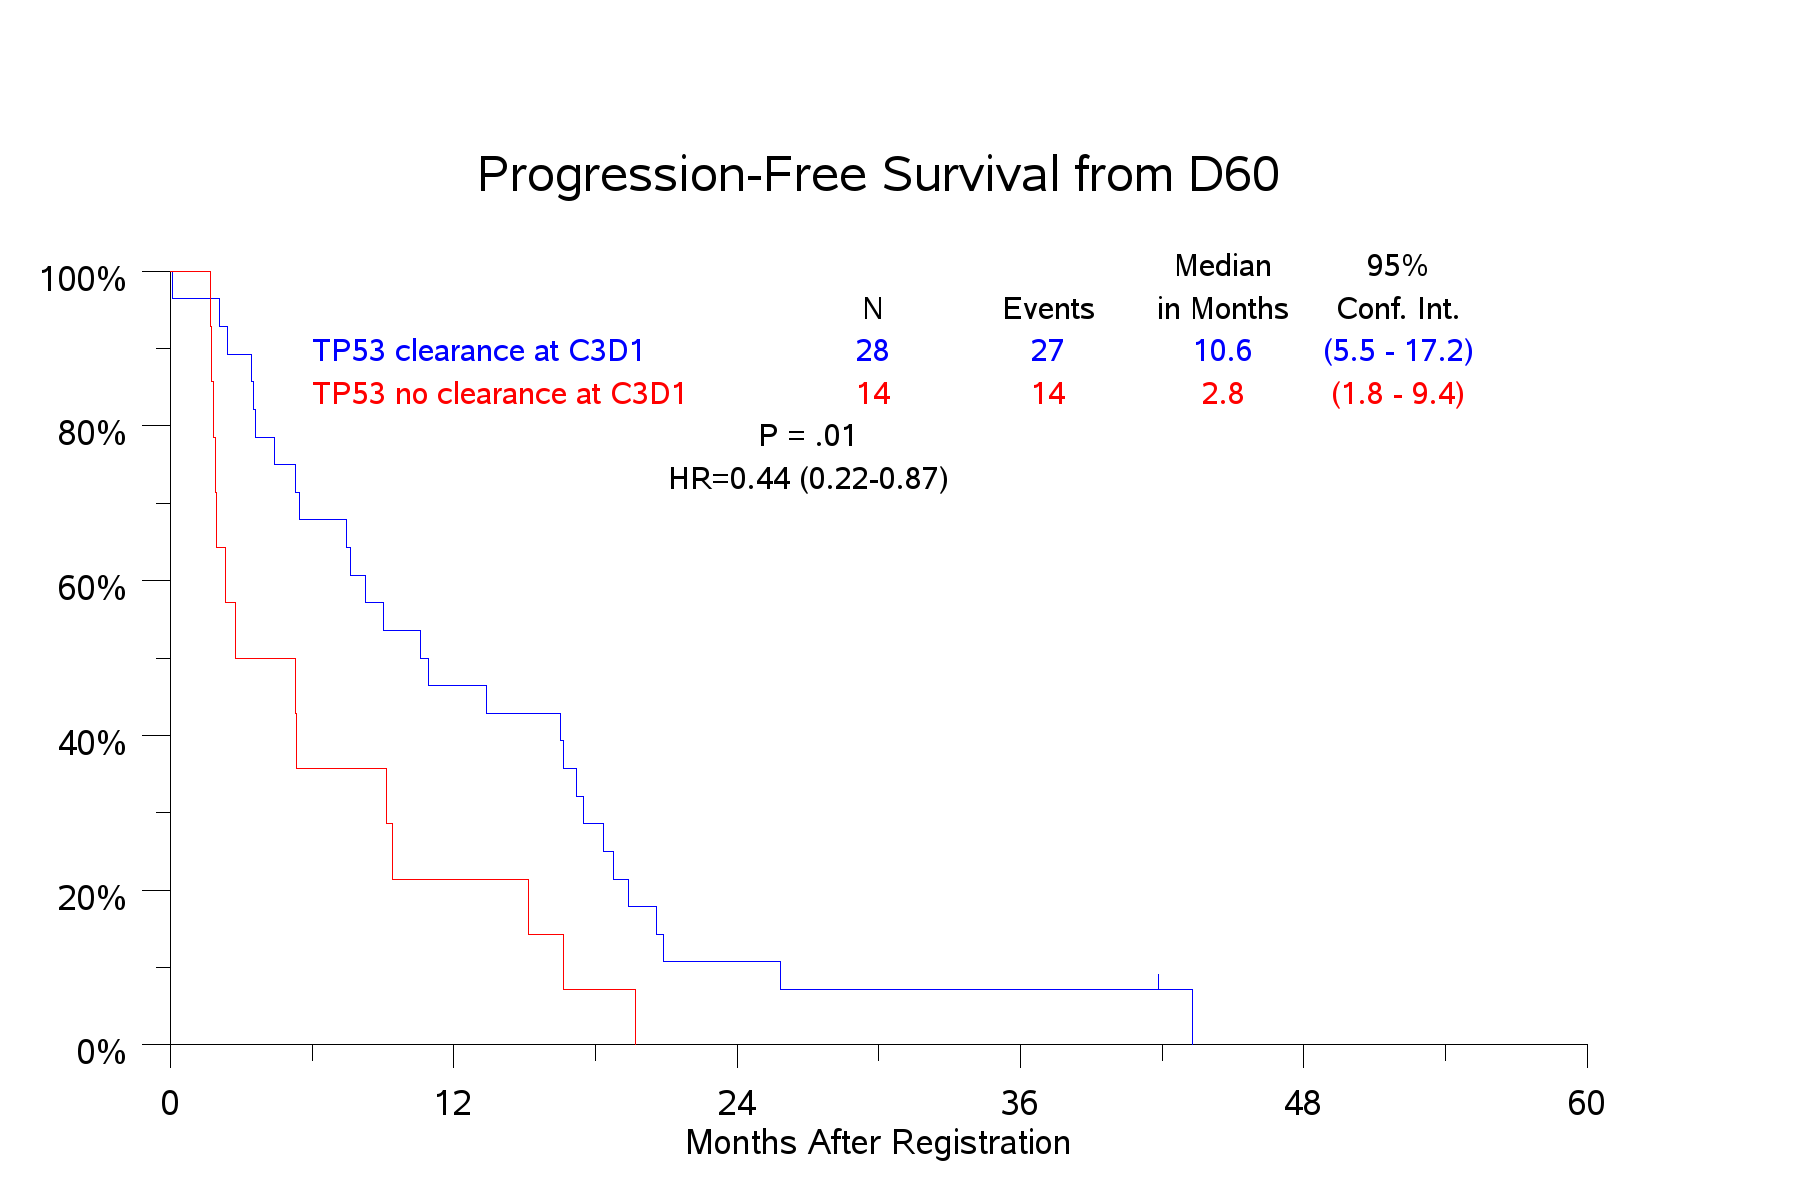 Progression-Free Survival from D60
Median 95%
N Events in Months Conf. Int.
TP53 clearance at C3D1 28 27 10.6 (5.5 - 17.2)
TP53 no clearance at C3D1 14 14 2.8 (1.8 - 9.4)
P = .01
HR=0.44 (0.22-0.87)
100%
80%
60%
40%
20%
0%
0 12 24 36 48 60
Months After Registration